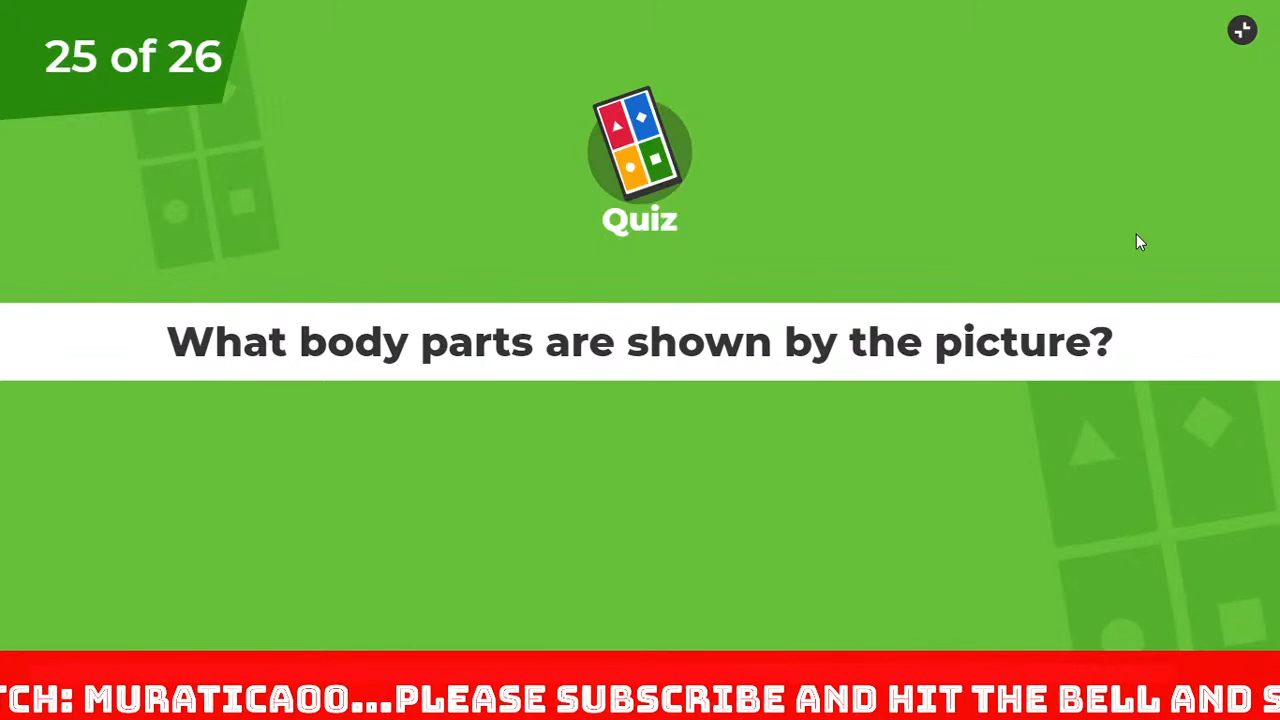 25 of 26
Quiz
What body parts are shown by the picture?
TCH: MURATICA00...PLEASE SUBSCRIBE AND HIT THE BELL AND S